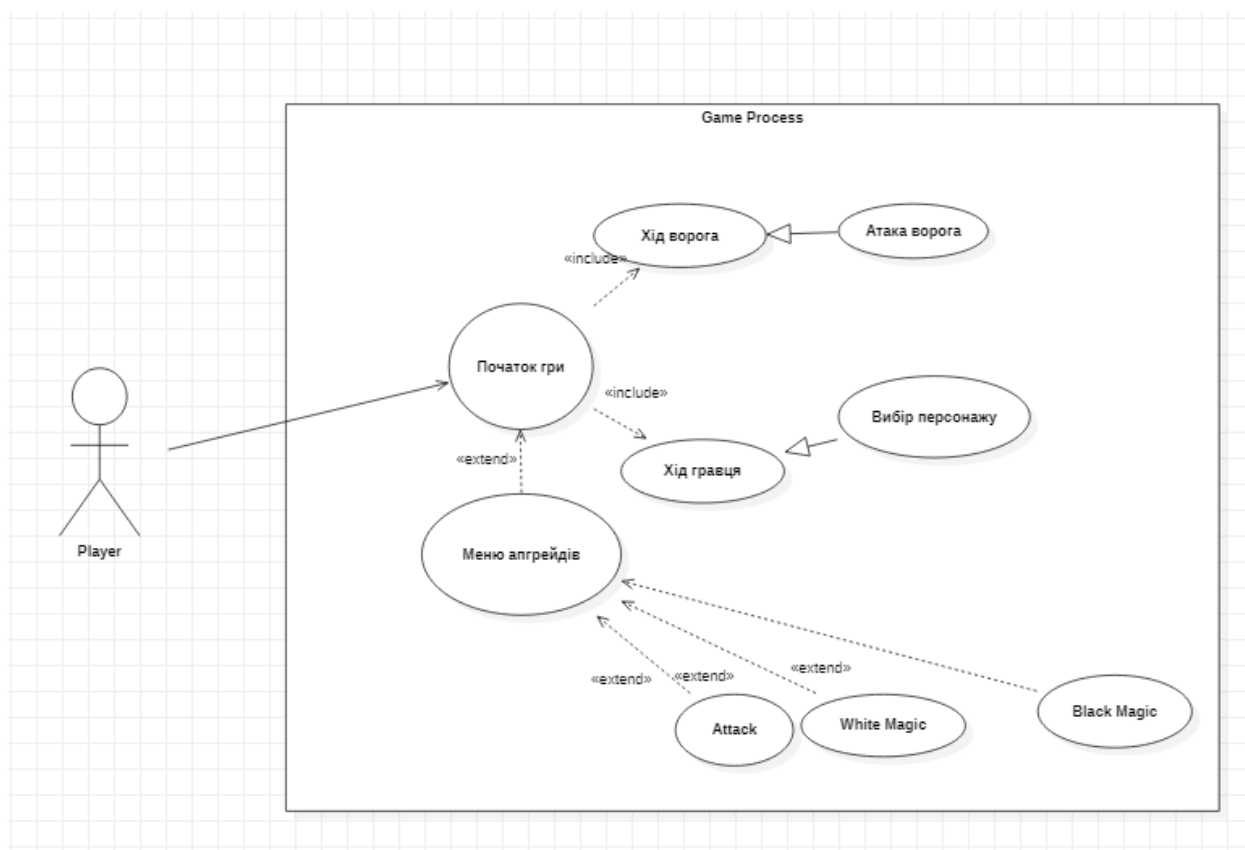 Game Process
Хід ворога
Атака ворога
«include»
Початок гри
«include»
Вибір персонажу
«extend»
Хід гравця
Player
Меню апгрейдів
«extend»
«extend»
«extend»
Attack
White Magic
Black Magic